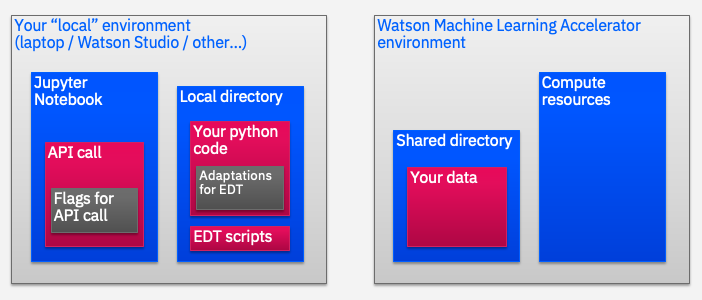 Your “local” environment
(laptop / Watson Studio / other...)
Jupyter
Notebook
API call
Flags for
API call
Local directory
Your python
code
Adaptations
for EDT
EDT scripts
Watson Machine Learning Accelerator
environment
Shared directory
Your data
Compute
resources